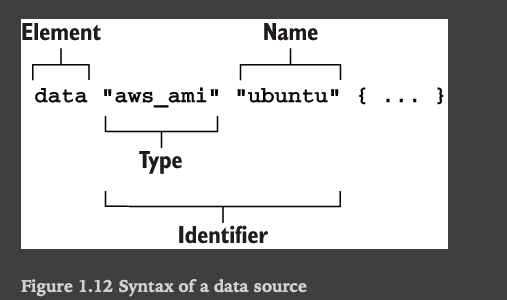 Element Name
data "aws_ami" "ubuntu" { ... }
Type
Identifier
Figure 1.12 Syntax of a data source